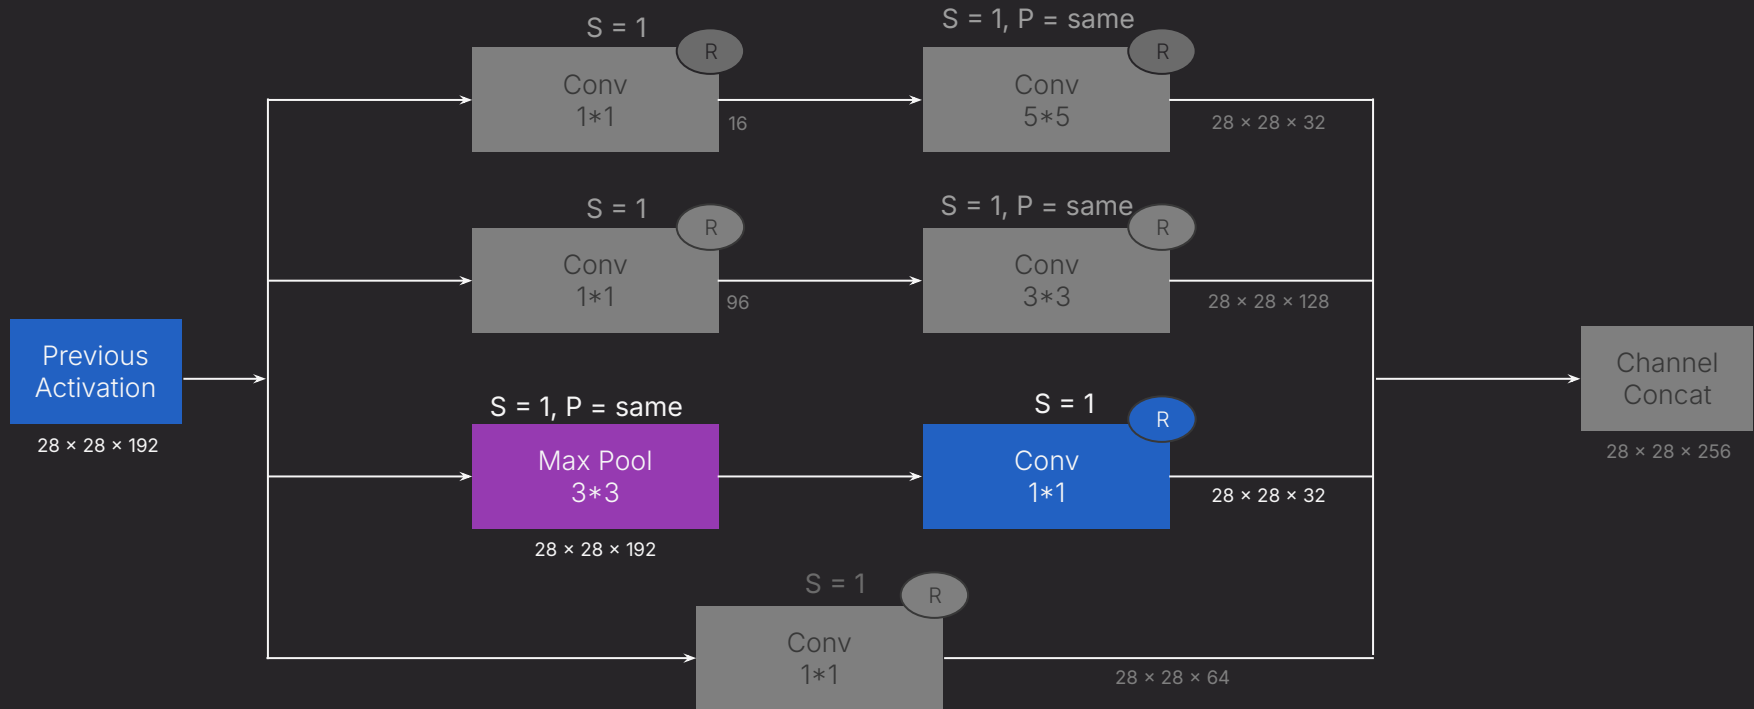 S = 1
R
Conv
1*1
16
S = 1, P = same
R
Conv
5*5
28 × 28 × 32
S = 1
R
Conv
1*1
96
S = 1, P = same
R
Conv
3*3
28 × 28 × 128
Previous
Activation
28 × 28 × 192
S = 1, P = same
Max Pool
3*3
28 × 28 × 192
S = 1
R
Conv
1*1
28 × 28 × 32
S = 1
R
Conv
1*1
28 × 28 × 64
Channel
Concat
28 × 28 × 256